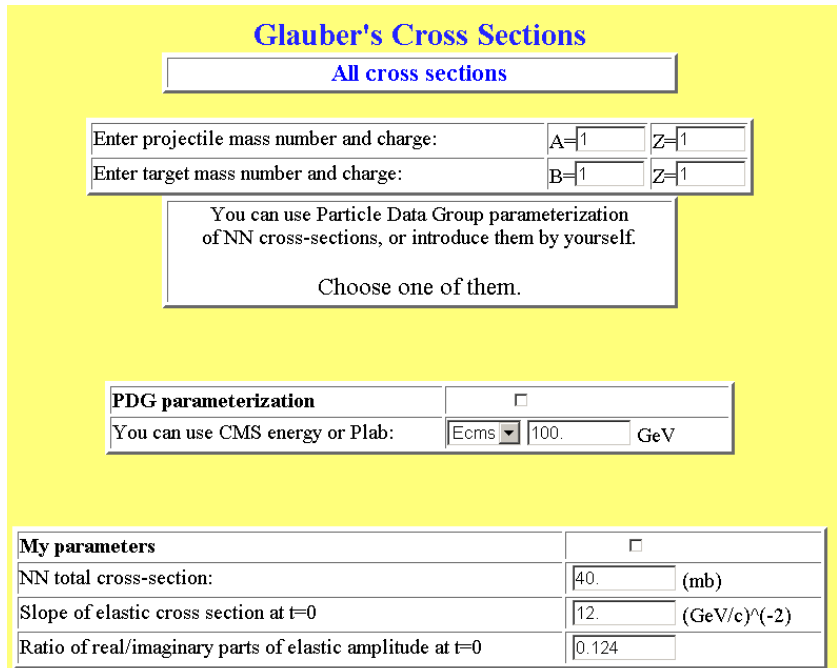 Glauber's Cross Sections
All cross sections
Enter projectile mass number and charge: A= 1 Z= 1
Enter target mass number and charge: B= 1 Z= 1
You can use Particle Data Group parameterization
of NN cross-sections, or introduce them by yourself.
Choose one of them.
PDG parameterization
You can use CMS energy or Plab: Ecms 100. GeV
My parameters
NN total cross-section: 40. (mb)
Slope of elastic cross section at t=0 12. (GeV/c)^(-2)
Ratio of real/imaginary parts of elastic amplitude at t=0 0.124